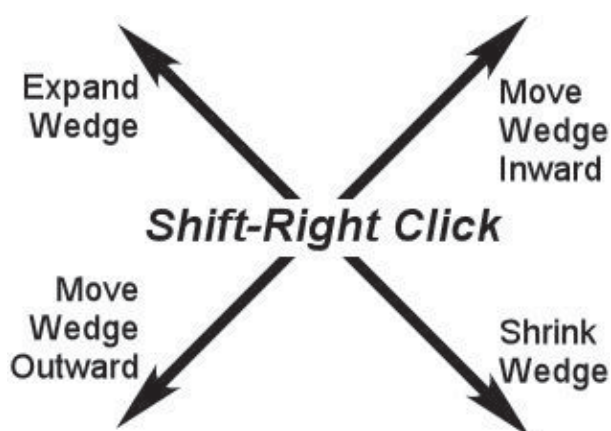 Expand
Wedge
Move
Wedge
Inward
Shift-Right Click
Move
Wedge
Outward
Shrink
Wedge